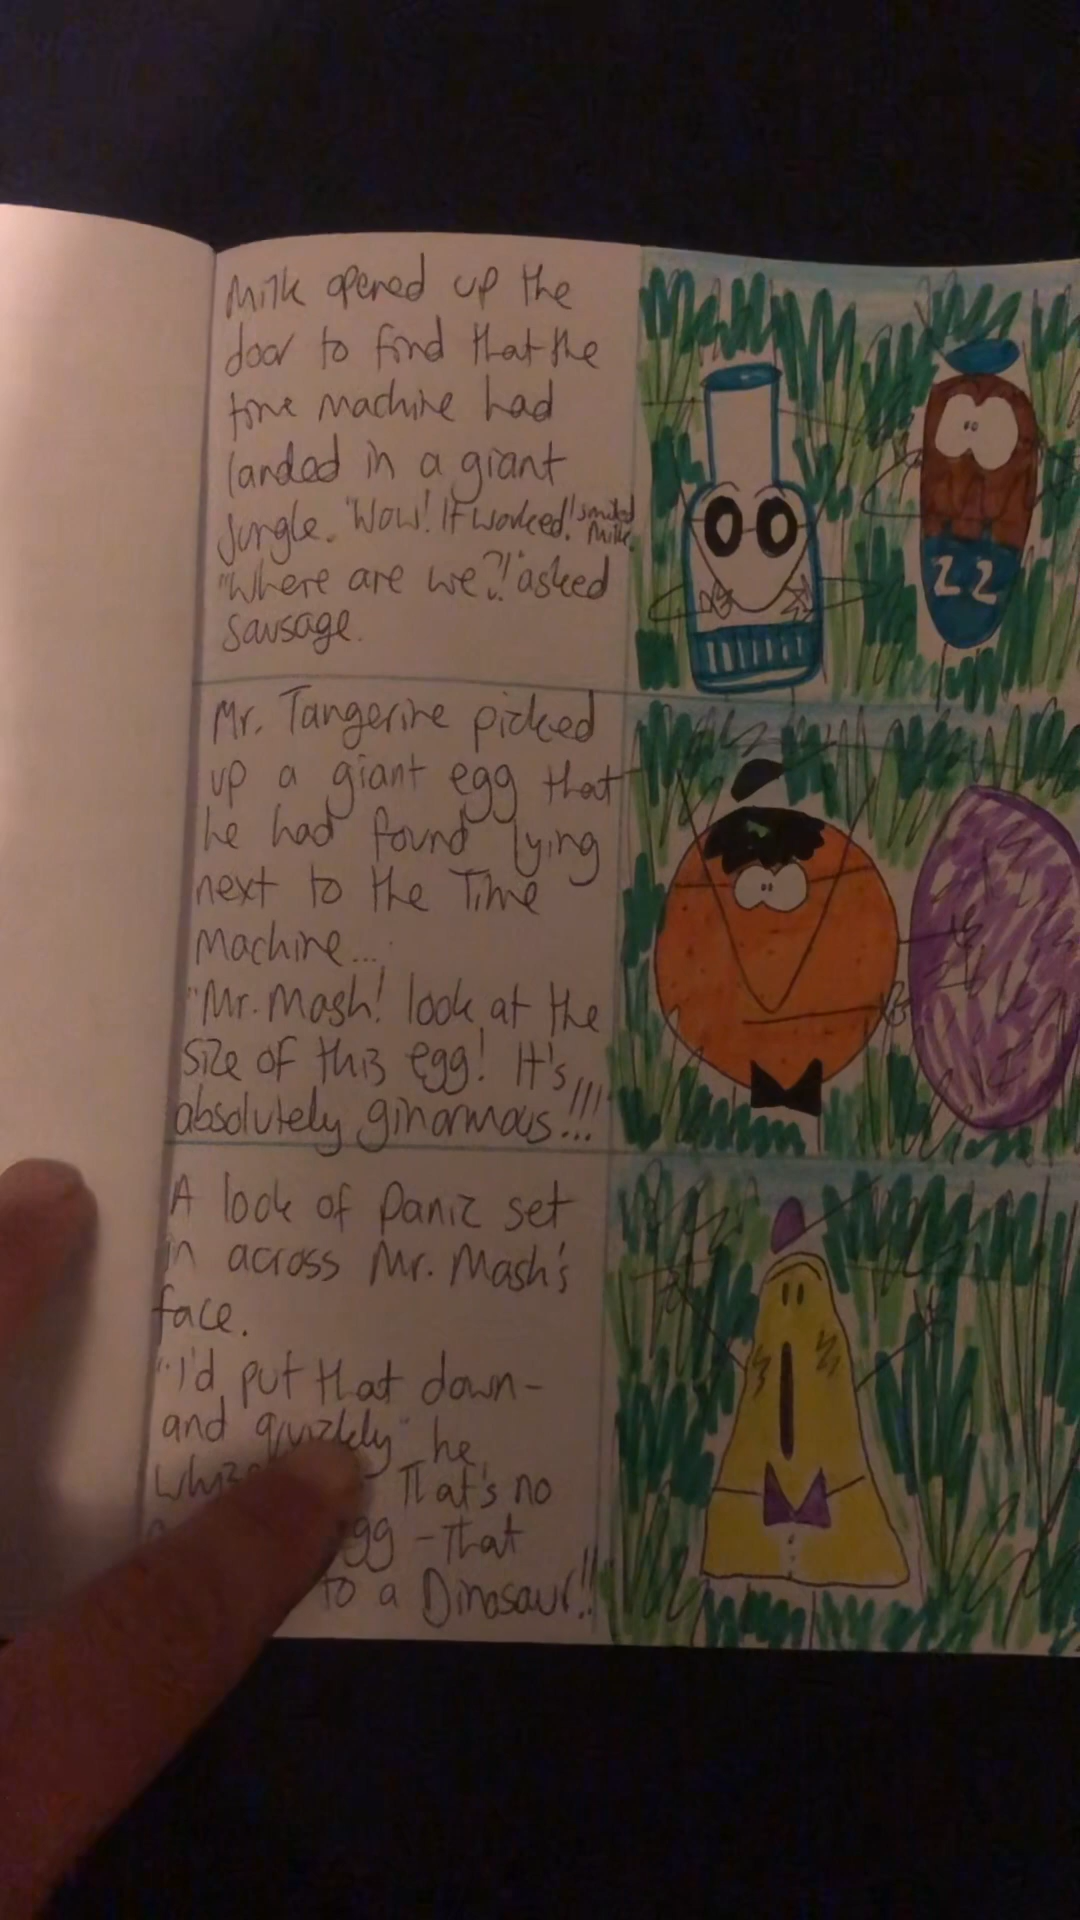 Milk opened up the
door to find that the
time machine had
landed in a giant
jungle. "Wow! It worked!" smiled
Milk.
"Where are we?!" asked
Sausage.
Mr. Tangerine picked
up a giant egg that
he had found lying
next to the Time
Machine...
"Mr. Mash! look at the
size of this egg! It's
absolutely ginormous!!!
A look of Panic set
in across Mr. Mash's
face.
"I'd put that down-
and quickly" he
That's no
egg - that
to a Dinosaur!!
22